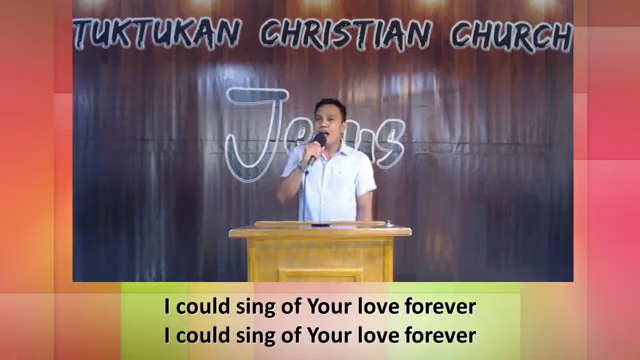 TUKTUKAN CHRISTIAN CHURCH
Jesus
I could sing of Your love forever
I could sing of Your love forever